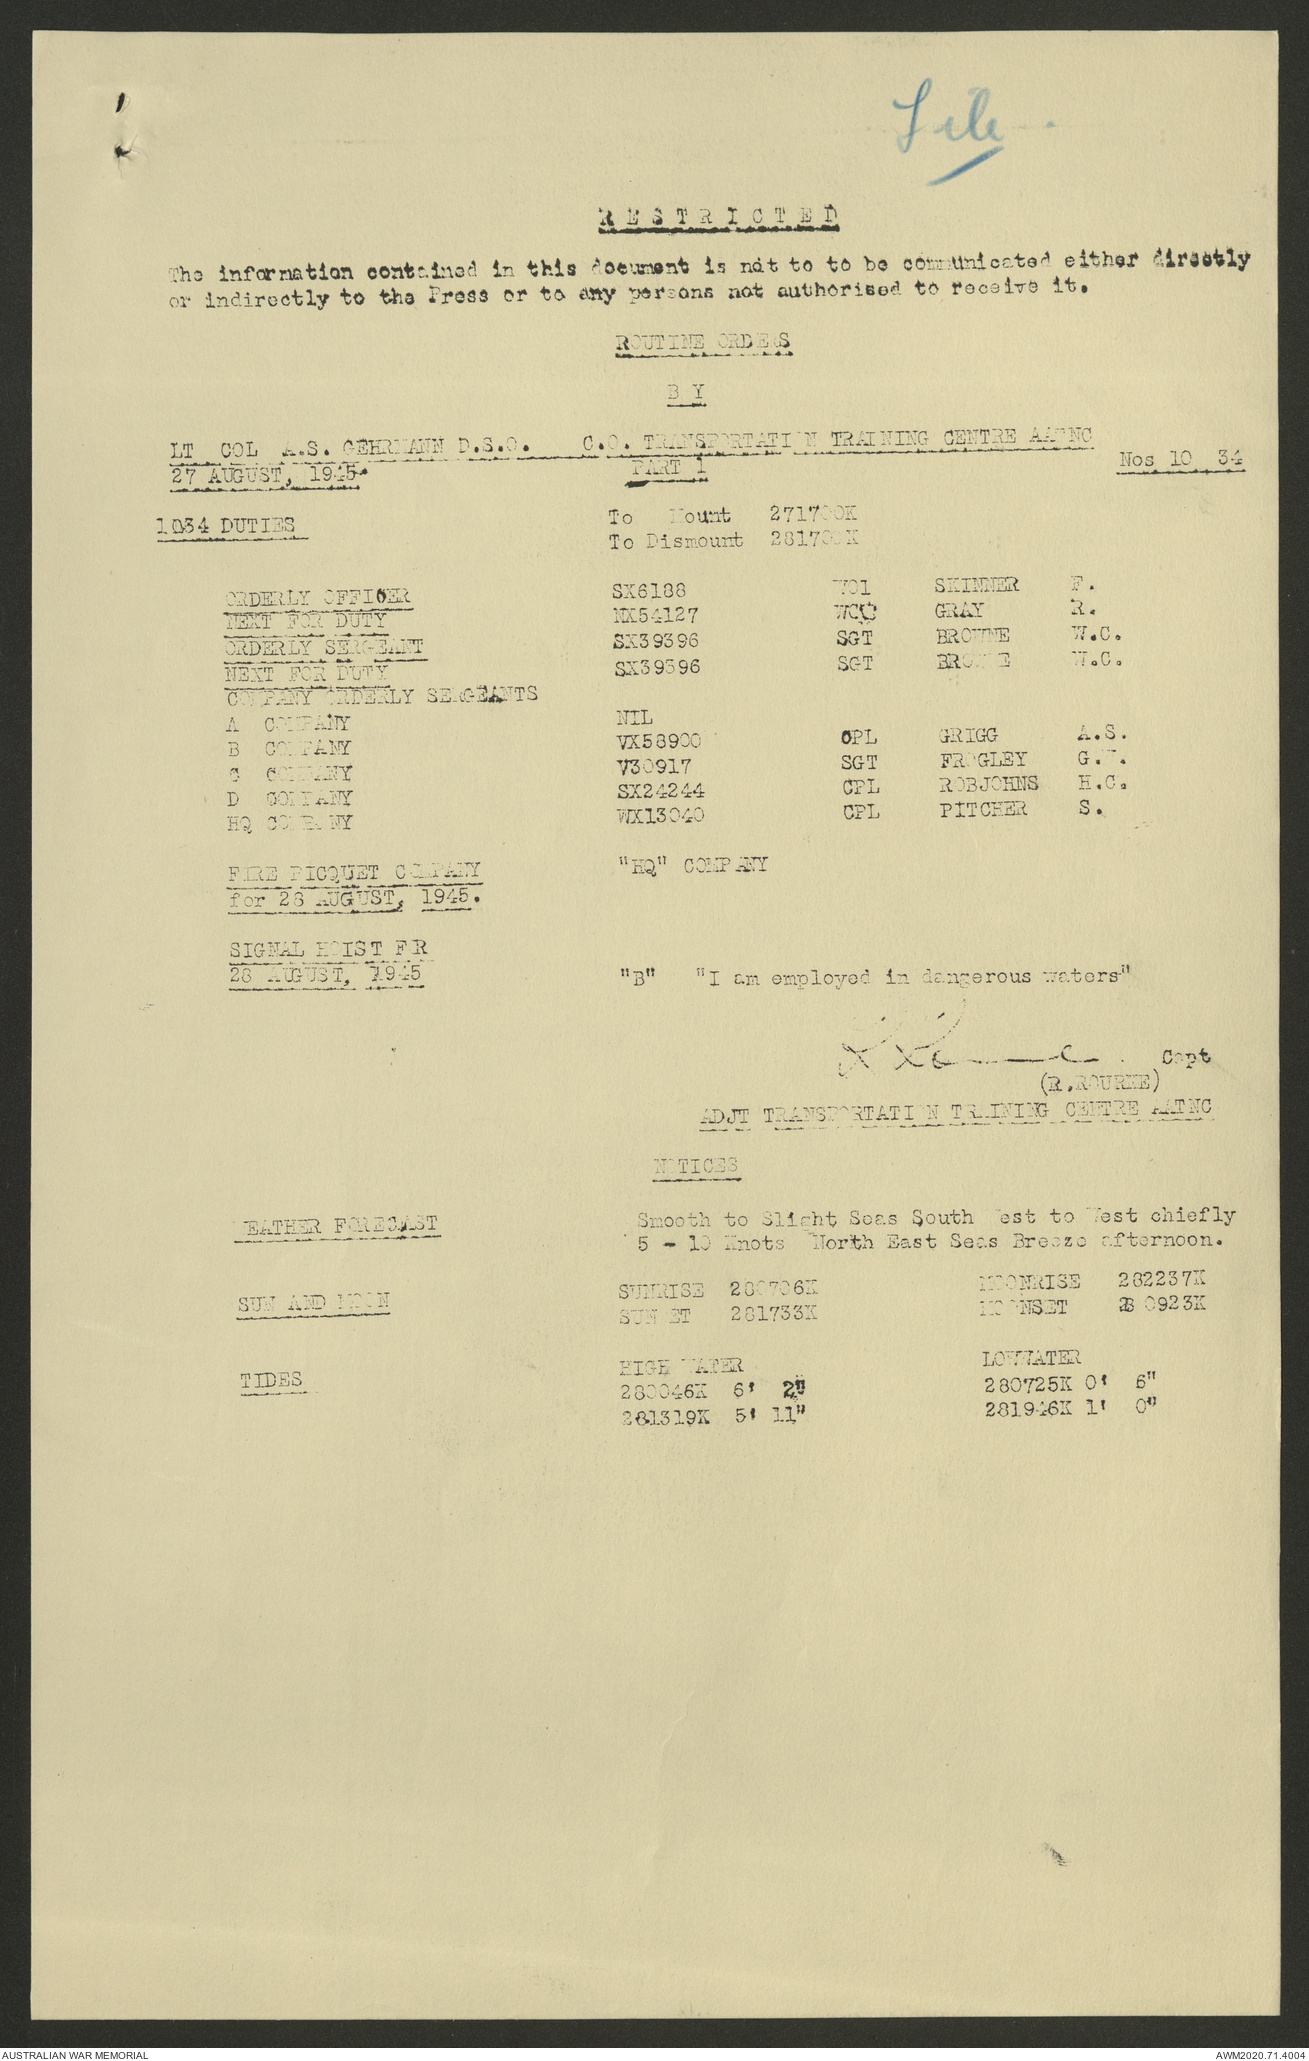 File.
RESTRICTED
The information contained in this document is not to to be communicated either directly
or indirectly to the Press or to any persons not authorised to receive it.
ROUTINE ORDERS
BY
LT COL A.S. GEHRMANN D.S.O. C.O. TRANSPORTATION TRAINING CENTRE AATNC
27 AUGUST, 1945. PART 1 Nos 10 34
1034 DUTIES To Mount 271700K
To Dismount 281700K
ORDERLY OFFICER SX6188 WO1 SKINNER F.
NEXT FOR DUTY NX54127 GRAY R.
ORDERLY SERGEANT SX39396 SGT BROWNE W.C.
NEXT FOR DUTY SX39396 SGT BROWNE W.C.
COMPANY ORDERLY SERGEANTS
A COMPANY NIL
B COMPANY VX58900 CPL GRIGG A.S.
C COMPANY V30917 SGT FROGLEY G.W.
D COMPANY SX24244 CPL ROBJOHNS H.C.
HQ COMPANY WX13040 CPL PITCHER S.
FIRE PICQUET COMPANY "HQ" COMPANY
for 28 AUGUST, 1945.
SIGNAL HOIST F R
28 AUGUST, 1945 "B" "I am employed in dangerous waters"
Capt
(R.ROURKE)
ADJT TRANSPORTATION TRAINING CENTRE AATNC
NOTICES
WEATHER FORECAST Smooth to Slight Seas South West to West chiefly
5 - 10 Knots North East Seas Breeze afternoon.
SUN AND MOON SUNRISE 280706K MOONRISE 282237K
SUNSET 281733K MOONSET 280923K
TIDES HIGH WATER LOWWATER
280046K 6' 2" 280725K 0' 6"
281319K 5' 11" 281946K 1' 0"
AUSTRALIAN WAR MEMORIAL AWM2020.71.4004